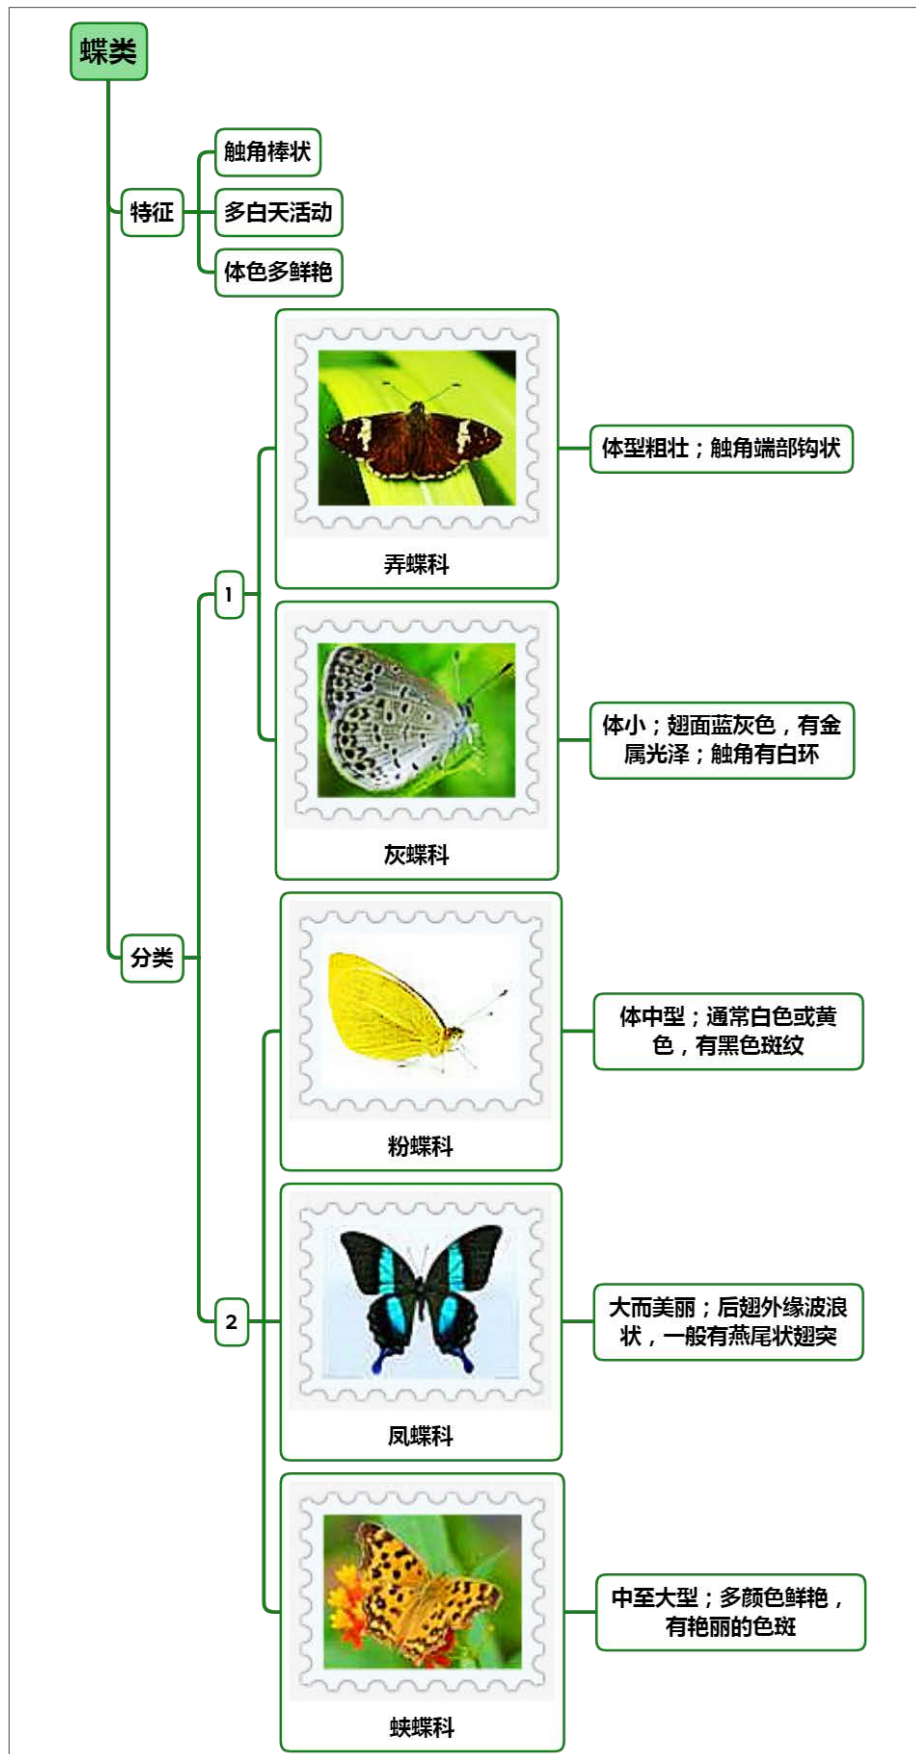 蝶类
触角棒状
特征
多白天活动
体色多鲜艳
体型粗壮；触角端部钩状
弄蝶科
1
体小；翅面蓝灰色，有金
属光泽；触角有白环
灰蝶科
分类
体中型；通常白色或黄
色，有黑色斑纹
粉蝶科
2
大而美丽；后翅外缘波浪
状，一般有燕尾状翅突
凤蝶科
中至大型；多颜色鲜艳，
有艳丽的色斑
蛱蝶科